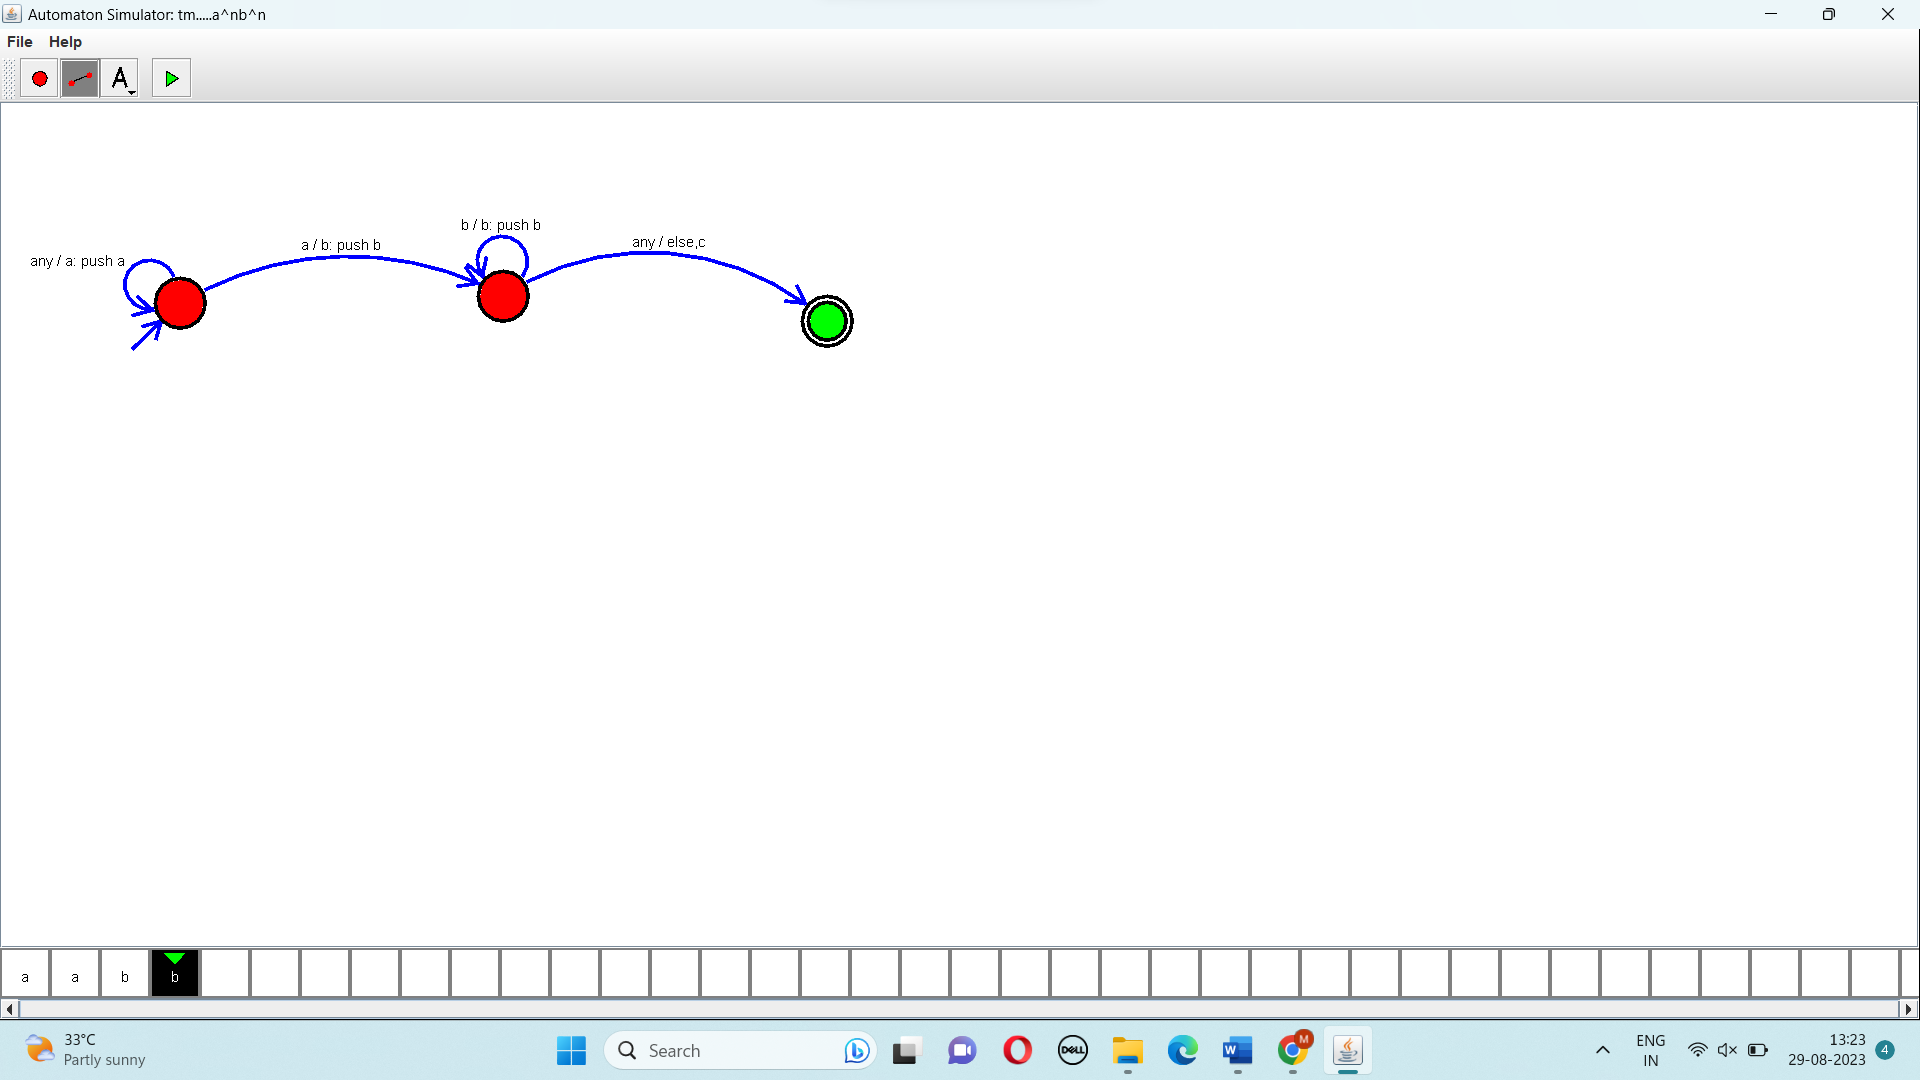 Automaton Simulator: tm.....a^nb^n
File Help
A
b / b: push b
a / b: push b
any / else,c
any / a: push a
a a b b
33°C
Partly sunny
Search
DELL
W
M
ENG
IN
13:23
29-08-2023
4